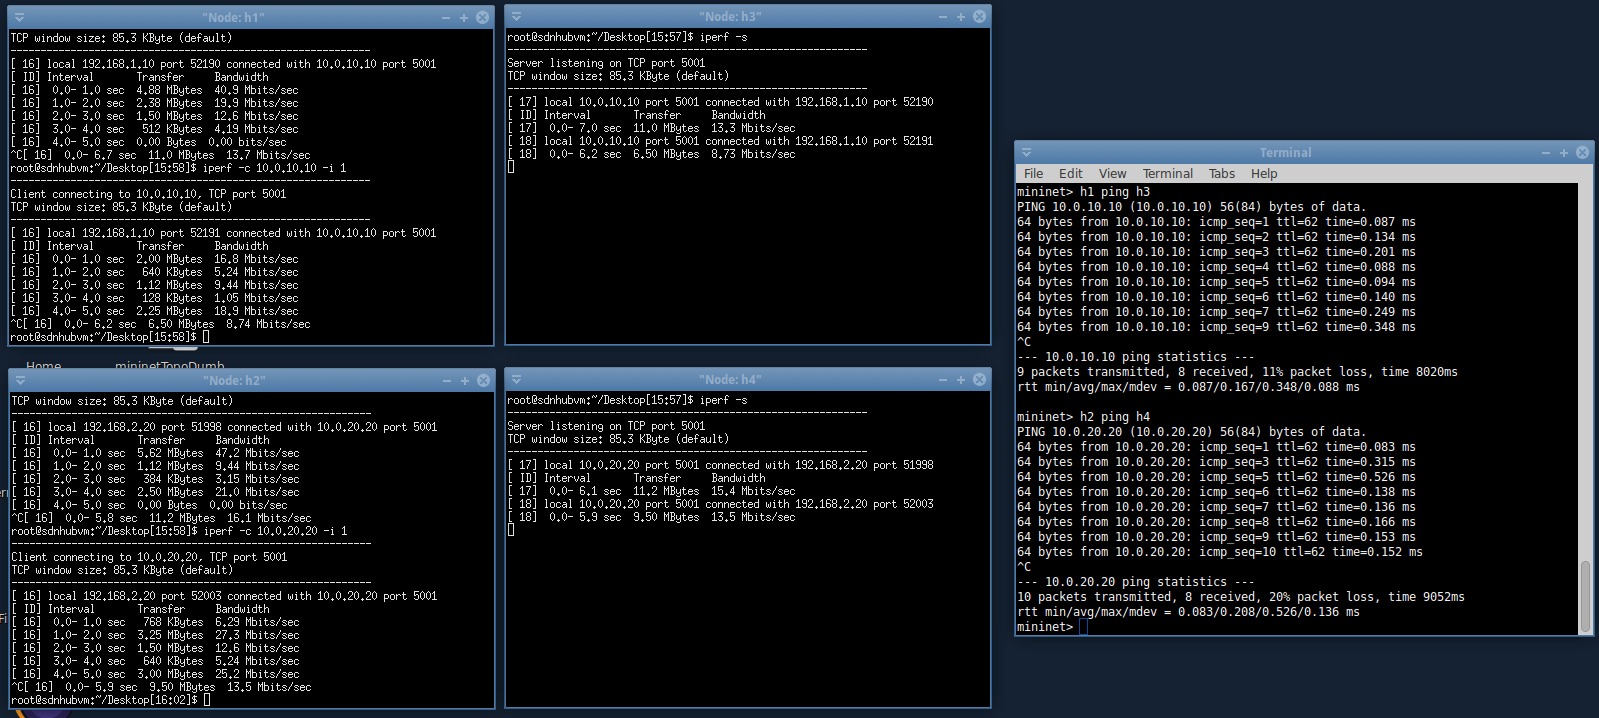 "Node: h1"
TCP window size: 85.3 KByte (default)
------------------------------------------------------------
[ 16] local 192.168.1.10 port 52190 connected with 10.0.10.10 port 5001
[ ID] Interval       Transfer     Bandwidth
[ 16]  0.0- 1.0 sec  4.88 MBytes  40.9 Mbits/sec
[ 16]  1.0- 2.0 sec  2.38 MBytes  19.9 Mbits/sec
[ 16]  2.0- 3.0 sec  1.50 MBytes  12.6 Mbits/sec
[ 16]  3.0- 4.0 sec   512 KBytes  4.19 Mbits/sec
[ 16]  4.0- 5.0 sec  0.00 Bytes  0.00 bits/sec
^C[ 16]  0.0- 6.7 sec  11.0 MBytes  13.7 Mbits/sec
root@sdnhubvm:~/Desktop[15:58]$ iperf -c 10.0.10.10 -i 1
------------------------------------------------------------
Client connecting to 10.0.10.10, TCP port 5001
TCP window size: 85.3 KByte (default)
------------------------------------------------------------
[ 16] local 192.168.1.10 port 52191 connected with 10.0.10.10 port 5001
[ ID] Interval       Transfer     Bandwidth
[ 16]  0.0- 1.0 sec  2.00 MBytes  16.8 Mbits/sec
[ 16]  1.0- 2.0 sec   640 KBytes  5.24 Mbits/sec
[ 16]  2.0- 3.0 sec  1.12 MBytes  9.44 Mbits/sec
[ 16]  3.0- 4.0 sec   128 KBytes  1.05 Mbits/sec
[ 16]  4.0- 5.0 sec  2.25 MBytes  18.9 Mbits/sec
^C[ 16]  0.0- 6.2 sec  6.50 MBytes  8.74 Mbits/sec
root@sdnhubvm:~/Desktop[15:58]$
"Node: h3"
root@sdnhubvm:~/Desktop[15:57]$ iperf -s
------------------------------------------------------------
Server listening on TCP port 5001
TCP window size: 85.3 KByte (default)
------------------------------------------------------------
[ 17] local 10.0.10.10 port 5001 connected with 192.168.1.10 port 52190
[ ID] Interval       Transfer     Bandwidth
[ 17]  0.0- 7.0 sec  11.0 MBytes  13.3 Mbits/sec
[ 18] local 10.0.10.10 port 5001 connected with 192.168.1.10 port 52191
[ 18]  0.0- 6.2 sec  6.50 MBytes  8.73 Mbits/sec
Home
mininetTopoDumb
"Node: h2"
TCP window size: 85.3 KByte (default)
------------------------------------------------------------
[ 16] local 192.168.2.20 port 51998 connected with 10.0.20.20 port 5001
[ ID] Interval       Transfer     Bandwidth
[ 16]  0.0- 1.0 sec  5.62 MBytes  47.2 Mbits/sec
[ 16]  1.0- 2.0 sec  1.12 MBytes  9.44 Mbits/sec
[ 16]  2.0- 3.0 sec   384 KBytes  3.15 Mbits/sec
[ 16]  3.0- 4.0 sec  2.50 MBytes  21.0 Mbits/sec
[ 16]  4.0- 5.0 sec  0.00 Bytes  0.00 bits/sec
^C[ 16]  0.0- 5.8 sec  11.2 MBytes  16.1 Mbits/sec
root@sdnhubvm:~/Desktop[15:58]$ iperf -c 10.0.20.20 -i 1
------------------------------------------------------------
Client connecting to 10.0.20.20, TCP port 5001
TCP window size: 85.3 KByte (default)
------------------------------------------------------------
[ 16] local 192.168.2.20 port 52003 connected with 10.0.20.20 port 5001
[ ID] Interval       Transfer     Bandwidth
[ 16]  0.0- 1.0 sec   768 KBytes  6.29 Mbits/sec
[ 16]  1.0- 2.0 sec  3.25 MBytes  27.3 Mbits/sec
[ 16]  2.0- 3.0 sec  1.50 MBytes  12.6 Mbits/sec
[ 16]  3.0- 4.0 sec   640 KBytes  5.24 Mbits/sec
[ 16]  4.0- 5.0 sec  3.00 MBytes  25.2 Mbits/sec
^C[ 16]  0.0- 5.9 sec  9.50 MBytes  13.5 Mbits/sec
root@sdnhubvm:~/Desktop[16:02]$
"Node: h4"
root@sdnhubvm:~/Desktop[15:57]$ iperf -s
------------------------------------------------------------
Server listening on TCP port 5001
TCP window size: 85.3 KByte (default)
------------------------------------------------------------
[ 17] local 10.0.20.20 port 5001 connected with 192.168.2.20 port 51998
[ ID] Interval       Transfer     Bandwidth
[ 17]  0.0- 6.1 sec  11.2 MBytes  15.4 Mbits/sec
[ 18] local 10.0.20.20 port 5001 connected with 192.168.2.20 port 52003
[ 18]  0.0- 5.9 sec  9.50 MBytes  13.5 Mbits/sec
Terminal
File Edit View Terminal Tabs Help
mininet> h1 ping h3
PING 10.0.10.10 (10.0.10.10) 56(84) bytes of data.
64 bytes from 10.0.10.10: icmp_seq=1 ttl=62 time=0.087 ms
64 bytes from 10.0.10.10: icmp_seq=2 ttl=62 time=0.134 ms
64 bytes from 10.0.10.10: icmp_seq=3 ttl=62 time=0.201 ms
64 bytes from 10.0.10.10: icmp_seq=4 ttl=62 time=0.088 ms
64 bytes from 10.0.10.10: icmp_seq=5 ttl=62 time=0.094 ms
64 bytes from 10.0.10.10: icmp_seq=6 ttl=62 time=0.140 ms
64 bytes from 10.0.10.10: icmp_seq=7 ttl=62 time=0.249 ms
64 bytes from 10.0.10.10: icmp_seq=9 ttl=62 time=0.348 ms
^C
--- 10.0.10.10 ping statistics ---
9 packets transmitted, 8 received, 11% packet loss, time 8020ms
rtt min/avg/max/mdev = 0.087/0.167/0.348/0.088 ms
mininet> h2 ping h4
PING 10.0.20.20 (10.0.20.20) 56(84) bytes of data.
64 bytes from 10.0.20.20: icmp_seq=1 ttl=62 time=0.083 ms
64 bytes from 10.0.20.20: icmp_seq=3 ttl=62 time=0.315 ms
64 bytes from 10.0.20.20: icmp_seq=5 ttl=62 time=0.526 ms
64 bytes from 10.0.20.20: icmp_seq=6 ttl=62 time=0.138 ms
64 bytes from 10.0.20.20: icmp_seq=7 ttl=62 time=0.136 ms
64 bytes from 10.0.20.20: icmp_seq=8 ttl=62 time=0.166 ms
64 bytes from 10.0.20.20: icmp_seq=9 ttl=62 time=0.153 ms
64 bytes from 10.0.20.20: icmp_seq=10 ttl=62 time=0.152 ms
^C
--- 10.0.20.20 ping statistics ---
10 packets transmitted, 8 received, 20% packet loss, time 9052ms
rtt min/avg/max/mdev = 0.083/0.208/0.526/0.136 ms
mininet>